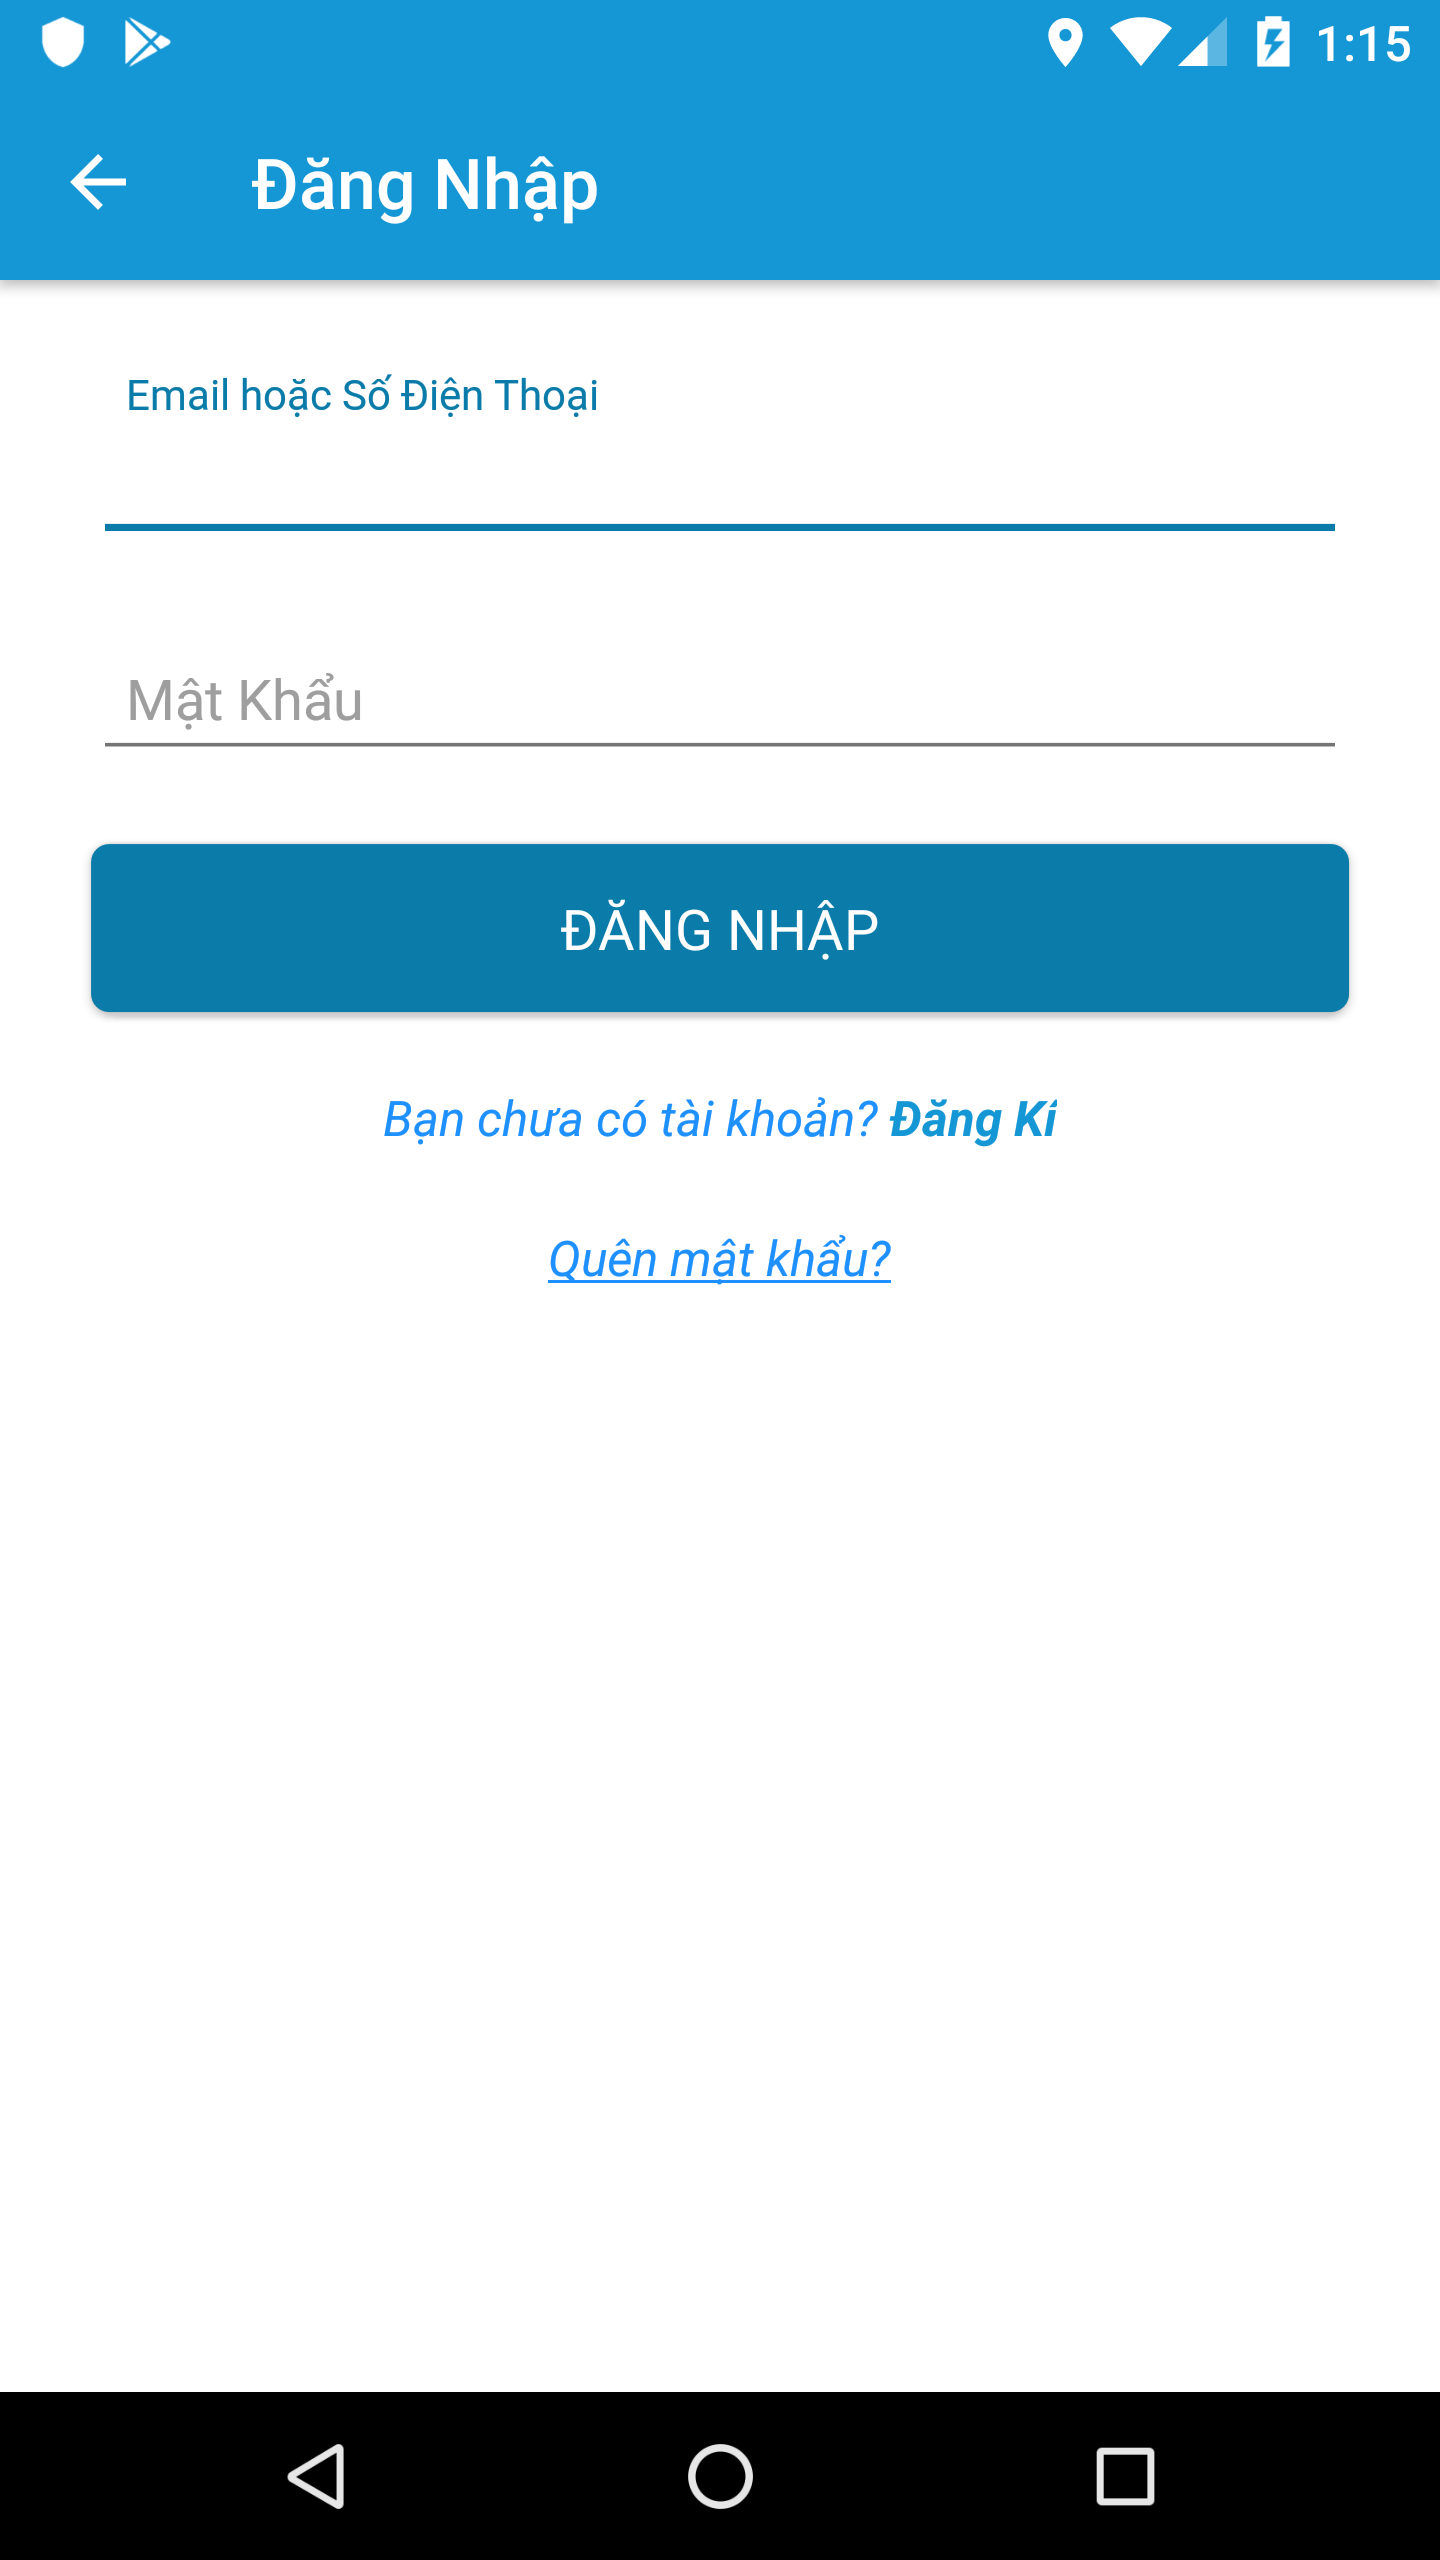 1:15
Đăng Nhập
Email hoặc Số Điện Thoại
Mật Khẩu
ĐĂNG NHẬP
Bạn chưa có tài khoản? Đăng Kí
Quên mật khẩu?